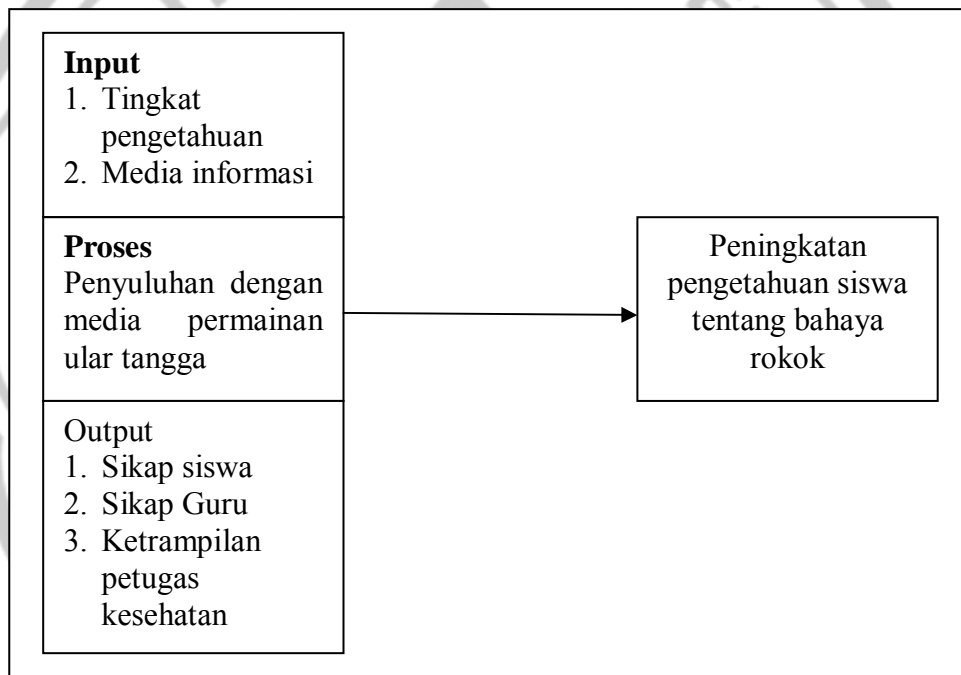 Input
1. Tingkat
pengetahuan
2. Media informasi
Proses
Penyuluhan dengan
media permainan
ular tangga
Output
1. Sikap siswa
2. Sikap Guru
3. Ketrampilan
petugas
kesehatan
Peningkatan
pengetahuan siswa
tentang bahaya
rokok